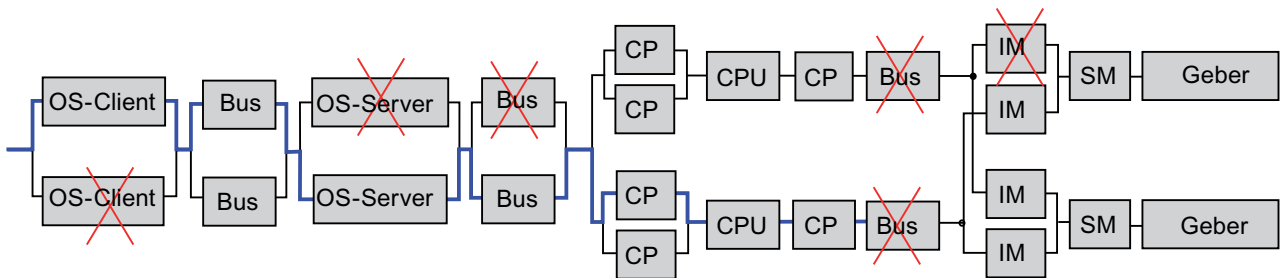 OS-Client
OS-Client
Bus
Bus
OS-Server
OS-Server
Bus
Bus
CP
CP
CPU
CP
Bus
IM
IM
SM
Geber
CP
CP
CPU
CP
Bus
IM
IM
SM
Geber